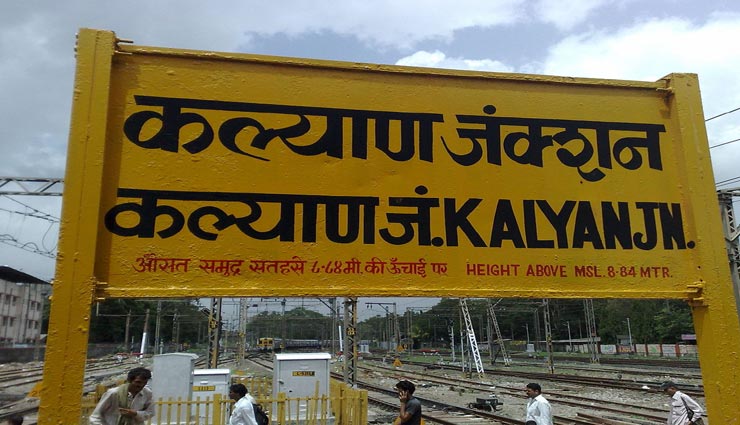 कल्याण जंक्शन
कल्याण जं. KALYAN JN.
औसत समुद्र सतहसे ८·८४ मी. की ऊँचाई पर HEIGHT ABOVE MSL. 8·84 MTR.